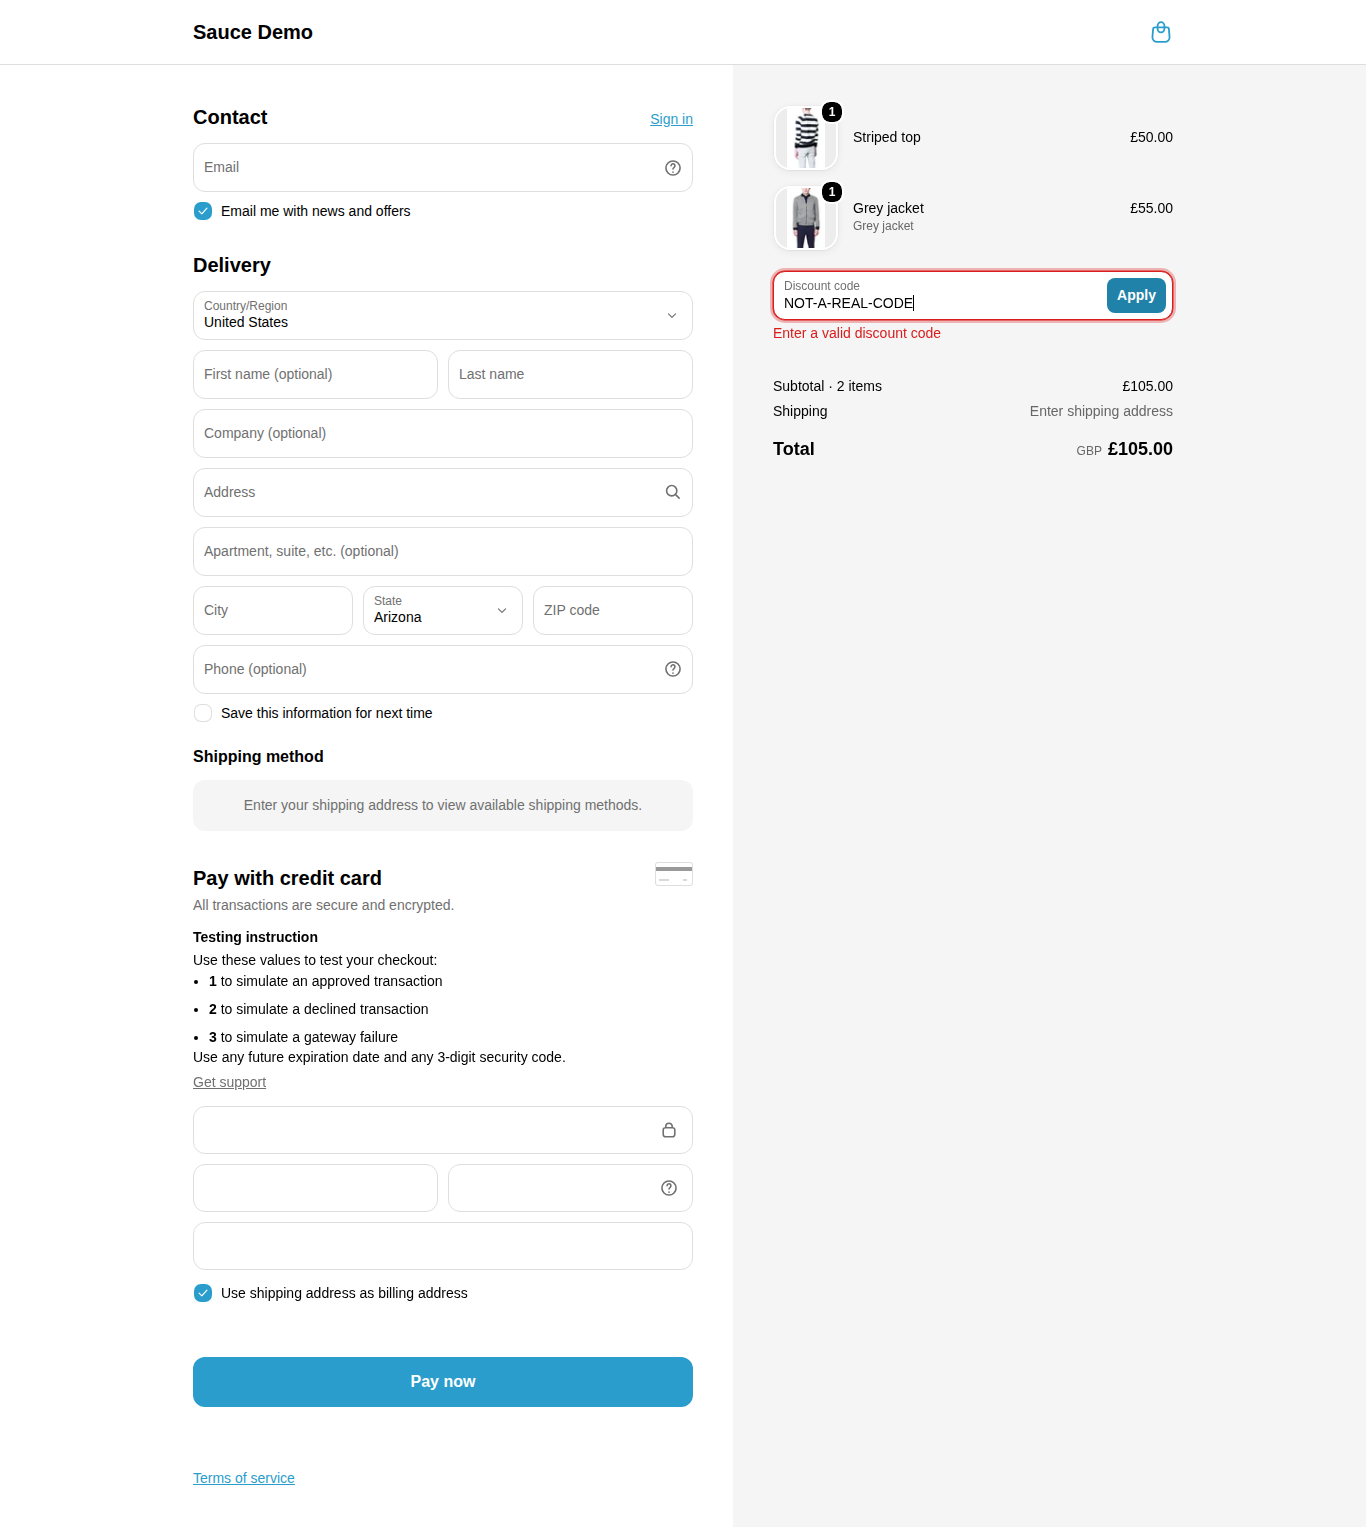 Sauce Demo
Contact
Sign in
Email
Email me with news and offers
Delivery
Country/Region
United States
First name (optional)
Last name
Company (optional)
Address
Apartment, suite, etc. (optional)
City
State
Arizona
ZIP code
Phone (optional)
Save this information for next time
Shipping method
Enter your shipping address to view available shipping methods.
Pay with credit card
All transactions are secure and encrypted.
Testing instruction
Use these values to test your checkout:
• 1 to simulate an approved transaction
• 2 to simulate a declined transaction
• 3 to simulate a gateway failure
Use any future expiration date and any 3-digit security code.
Get support
Use shipping address as billing address
Pay now
Terms of service
1
Striped top
£50.00
1
Grey jacket
£55.00
Grey jacket
Discount code
NOT-A-REAL-CODE
Apply
Enter a valid discount code
Subtotal · 2 items
£105.00
Shipping
Enter shipping address
Total
GBP £105.00